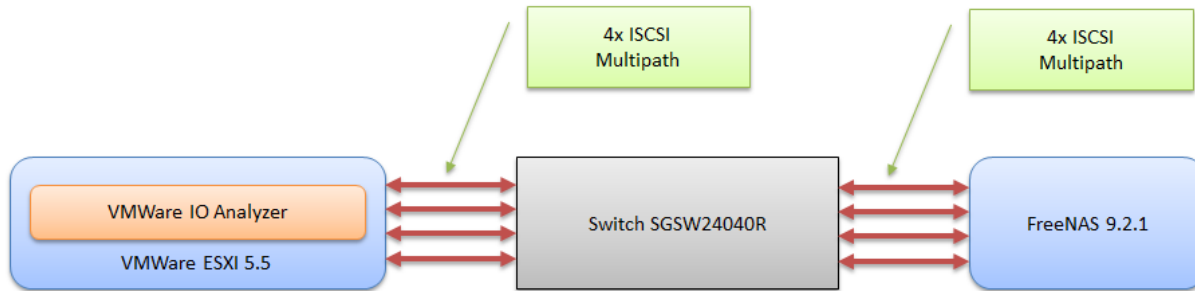 4x ISCSI
Multipath
4x ISCSI
Multipath
VMWare IO Analyzer
VMWare ESXI 5.5
Switch SGSW24040R
FreeNAS 9.2.1